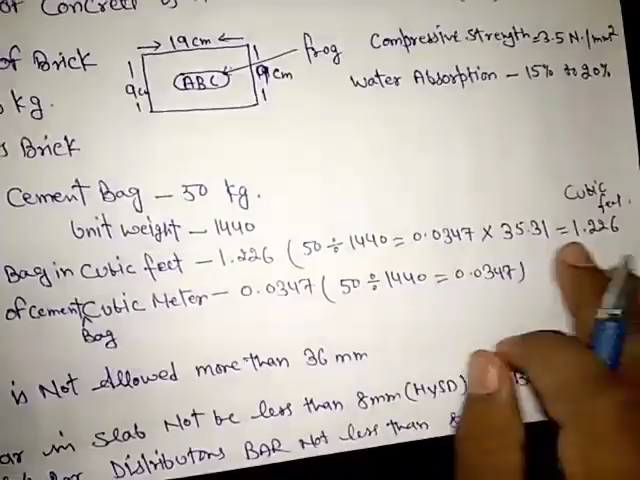 of Concrete
19cm
frog
Compressive Strength = 3.5 N/mm²
of Brick
9c
ABC
9cm
Water Absorption - 15% to 20%
kg.
Brick
Cement Bag - 50 kg.
Cubic feet.
Unit weight - 1440
Bag in Cubic feet - 1.226 ( 50 ÷ 1440 = 0.0347 × 35.31 = 1.226
of cement Bag Cubic Meter - 0.0347 ( 50 ÷ 1440 = 0.0347 )
is Not Allowed more than 36 mm
ar in slab Not be less than 8mm (HYSD)
Distributors BAR Not less than 8